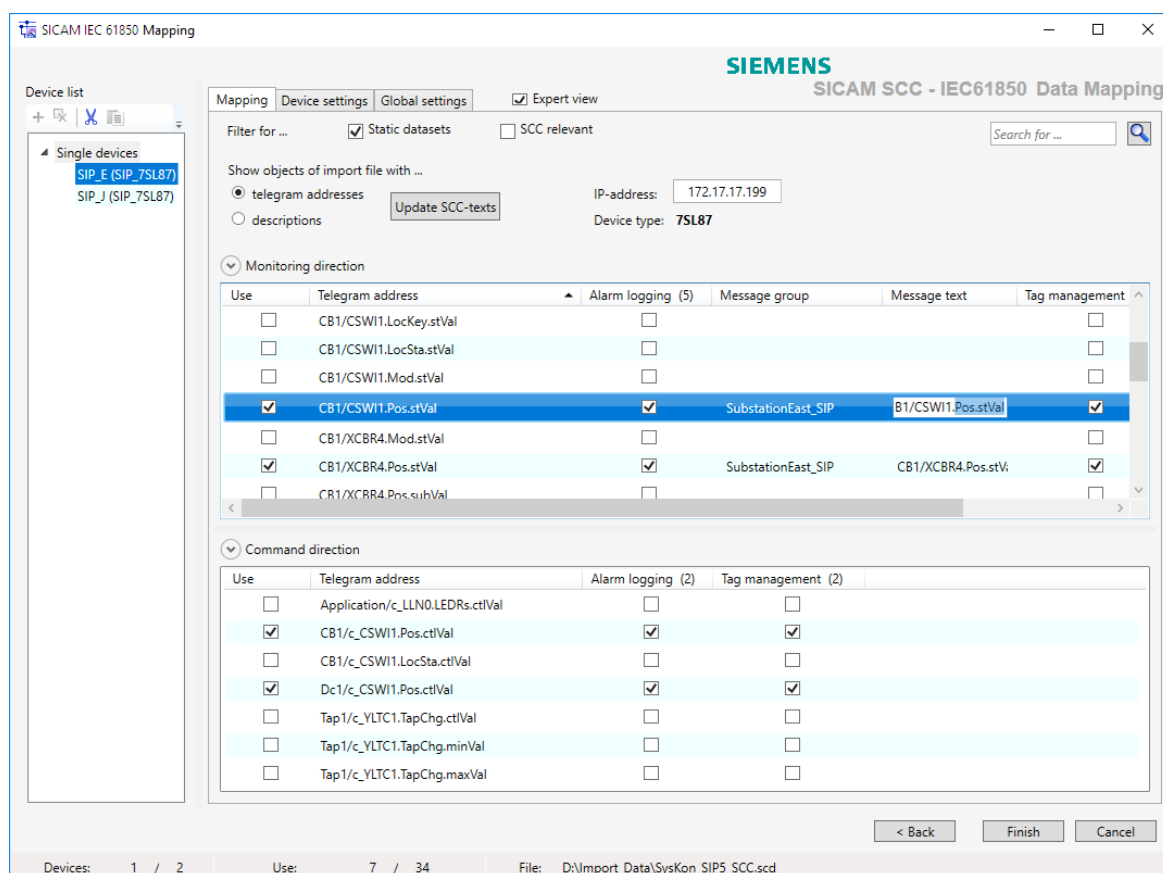 SICAM IEC 61850 Mapping
SIEMENS
SICAM SCC - IEC61850 Data Mapping
Device list
Single devices
SIP_E (SIP_7SL87)
SIP_J (SIP_7SL87)
Mapping Device settings Global settings Expert view
Filter for ... Static datasets SCC relevant Search for ...
Show objects of import file with ...
telegram addresses Update SCC-texts IP-address: 172.17.17.199
descriptions Device type: 7SL87
Monitoring direction
Use Telegram address Alarm logging (5) Message group Message text Tag management
CB1/CSWI1.LocKey.stVal
CB1/CSWI1.LocSta.stVal
CB1/CSWI1.Mod.stVal
CB1/CSWI1.Pos.stVal SubstationEast_SIP B1/CSWI1.Pos.stVal
CB1/XCBR4.Mod.stVal
CB1/XCBR4.Pos.stVal SubstationEast_SIP CB1/XCBR4.Pos.stVa
CB1/XCBR4.Pos.subVal
Command direction
Use Telegram address Alarm logging (2) Tag management (2)
Application/c_LLN0.LEDRs.ctlVal
CB1/c_CSWI1.Pos.ctlVal
CB1/c_CSWI1.LocSta.ctlVal
Dc1/c_CSWI1.Pos.ctlVal
Tap1/c_YLTC1.TapChg.ctlVal
Tap1/c_YLTC1.TapChg.minVal
Tap1/c_YLTC1.TapChg.maxVal
< Back Finish Cancel
Devices: 1 / 2 Use: 7 / 34 File: D:\Import_Data\SysKon_SIP5_SCC.scd